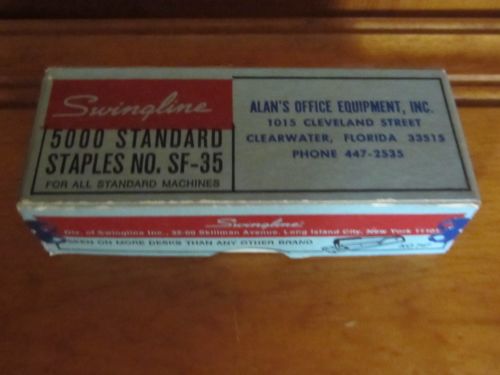 Swingline
5000 STANDARD
STAPLES NO. SF-35
FOR ALL STANDARD MACHINES
ALAN'S OFFICE EQUIPMENT, INC.
1015 CLEVELAND STREET
CLEARWATER, FLORIDA 33515
PHONE 447-2535
Swingline
Div. of Swingline Inc., 32-00 Skillman Avenue, Long Island City, New York
SEEN ON MORE DESKS THAN ANY OTHER BRAND